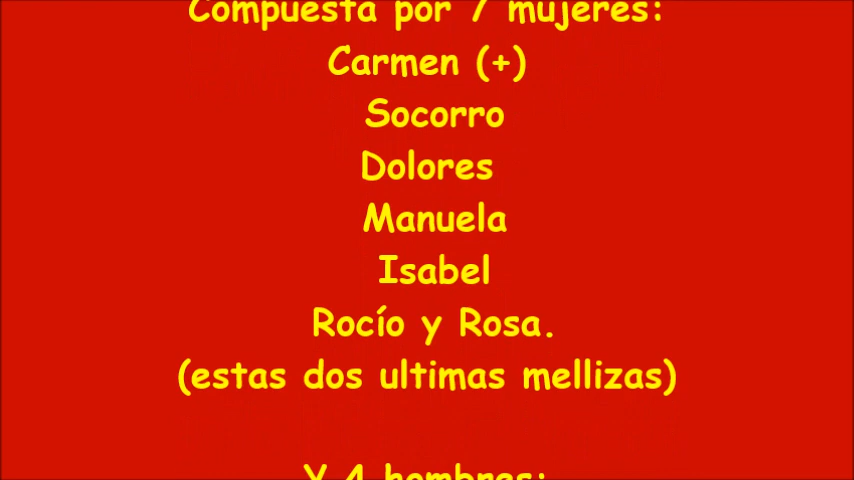 Compuesta por 7 mujeres:
Carmen (+)
Socorro
Dolores
Manuela
Isabel
Rocío y Rosa.
(estas dos ultimas mellizas)
Y 4 hombres: